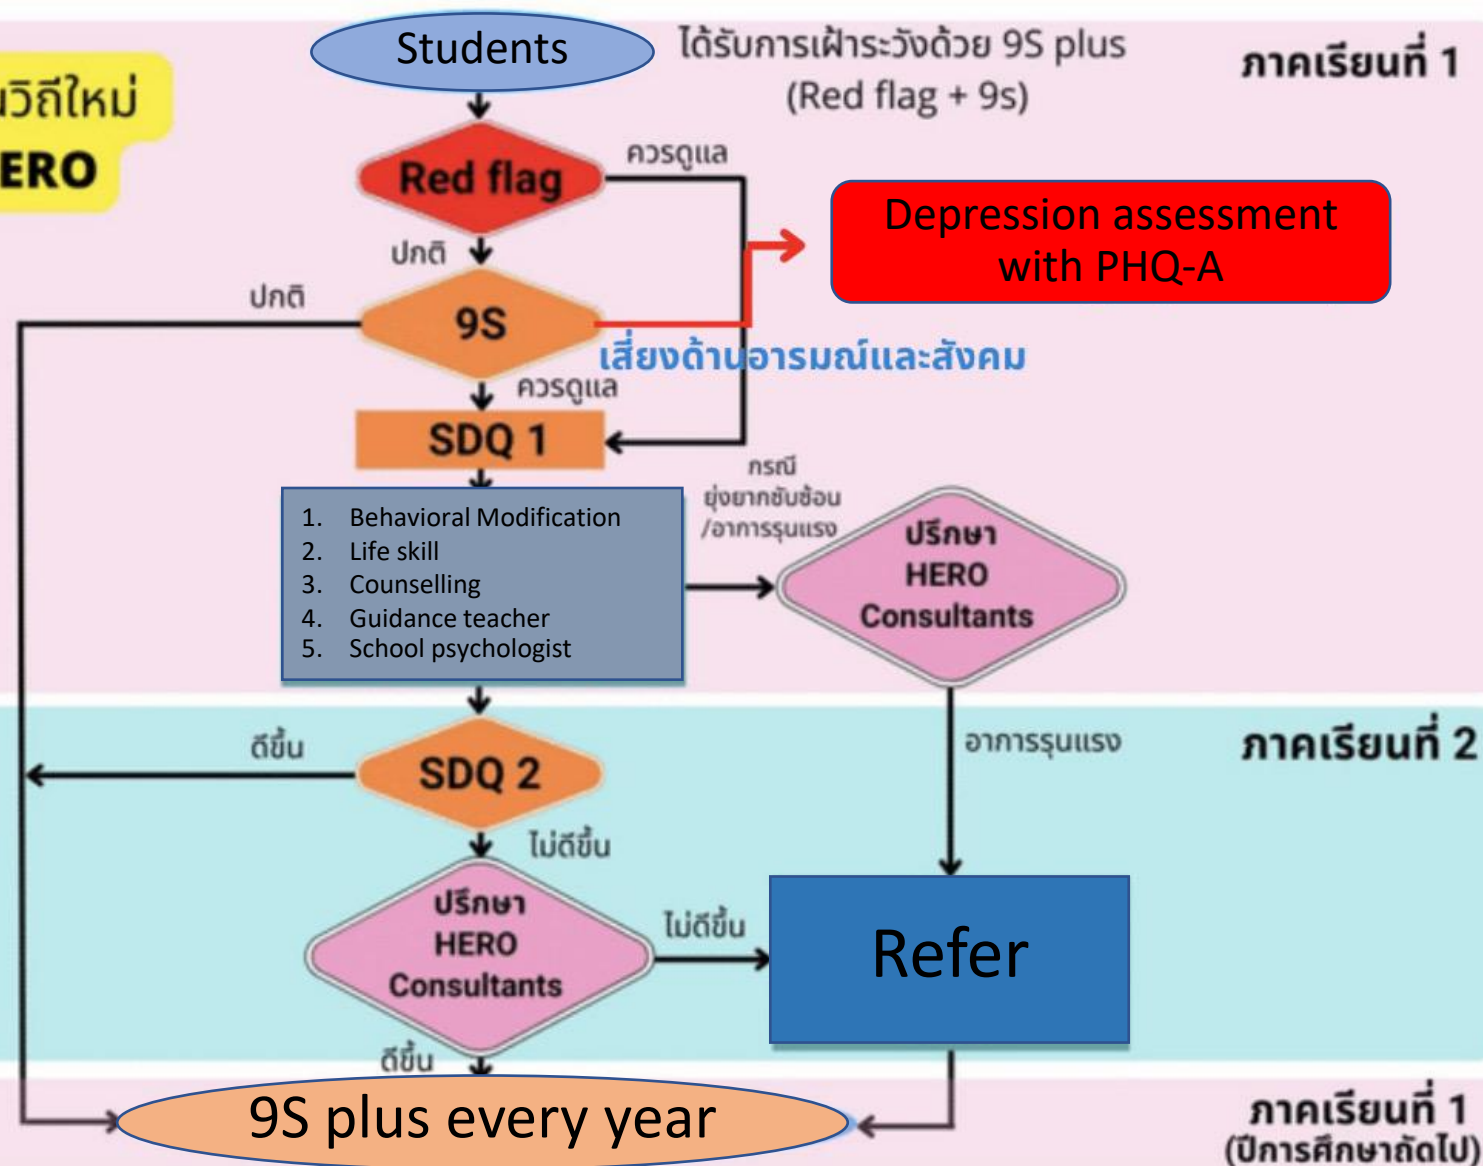 Students
ได้รับการเฝ้าระวังด้วย 9S plus
(Red flag + 9s)
ภาคเรียนที่ 1
วิถีใหม่
ERO
Red flag
ควรดูแล
Depression assessment
with PHQ-A
ปกติ
ปกติ
9S
เสี่ยงด้านอารมณ์และสังคม
ควรดูแล
SDQ 1
กรณี
ยุ่งยากซับซ้อน
/อาการรุนแรง
1. Behavioral Modification
2. Life skill
3. Counselling
4. Guidance teacher
5. School psychologist
ปรึกษา
HERO
Consultants
ดีขึ้น
SDQ 2
อาการรุนแรง
ภาคเรียนที่ 2
ไม่ดีขึ้น
ปรึกษา
HERO
Consultants
ไม่ดีขึ้น
Refer
ดีขึ้น
9S plus every year
ภาคเรียนที่ 1
(ปีการศึกษาถัดไป)